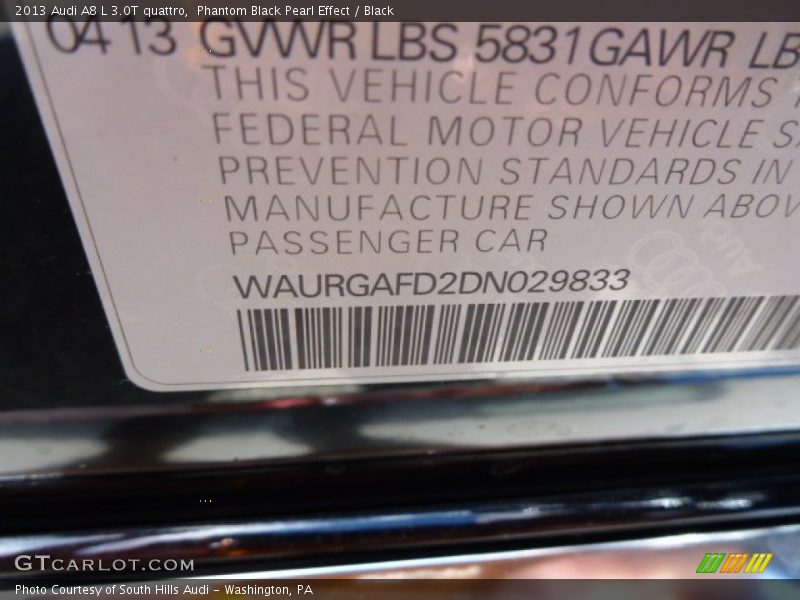 2013 Audi A8 L 3.0T quattro,  Phantom Black Pearl Effect / Black
0413 GVWR LBS 5831 GAWR LB
THIS VEHICLE CONFORMS
FEDERAL MOTOR VEHICLE
PREVENTION STANDARDS IN
MANUFACTURE SHOWN ABOV
PASSENGER CAR
WAURGAFD2DN029833
GTCARLOT.COM
Photo Courtesy of South Hills Audi - Washington, PA